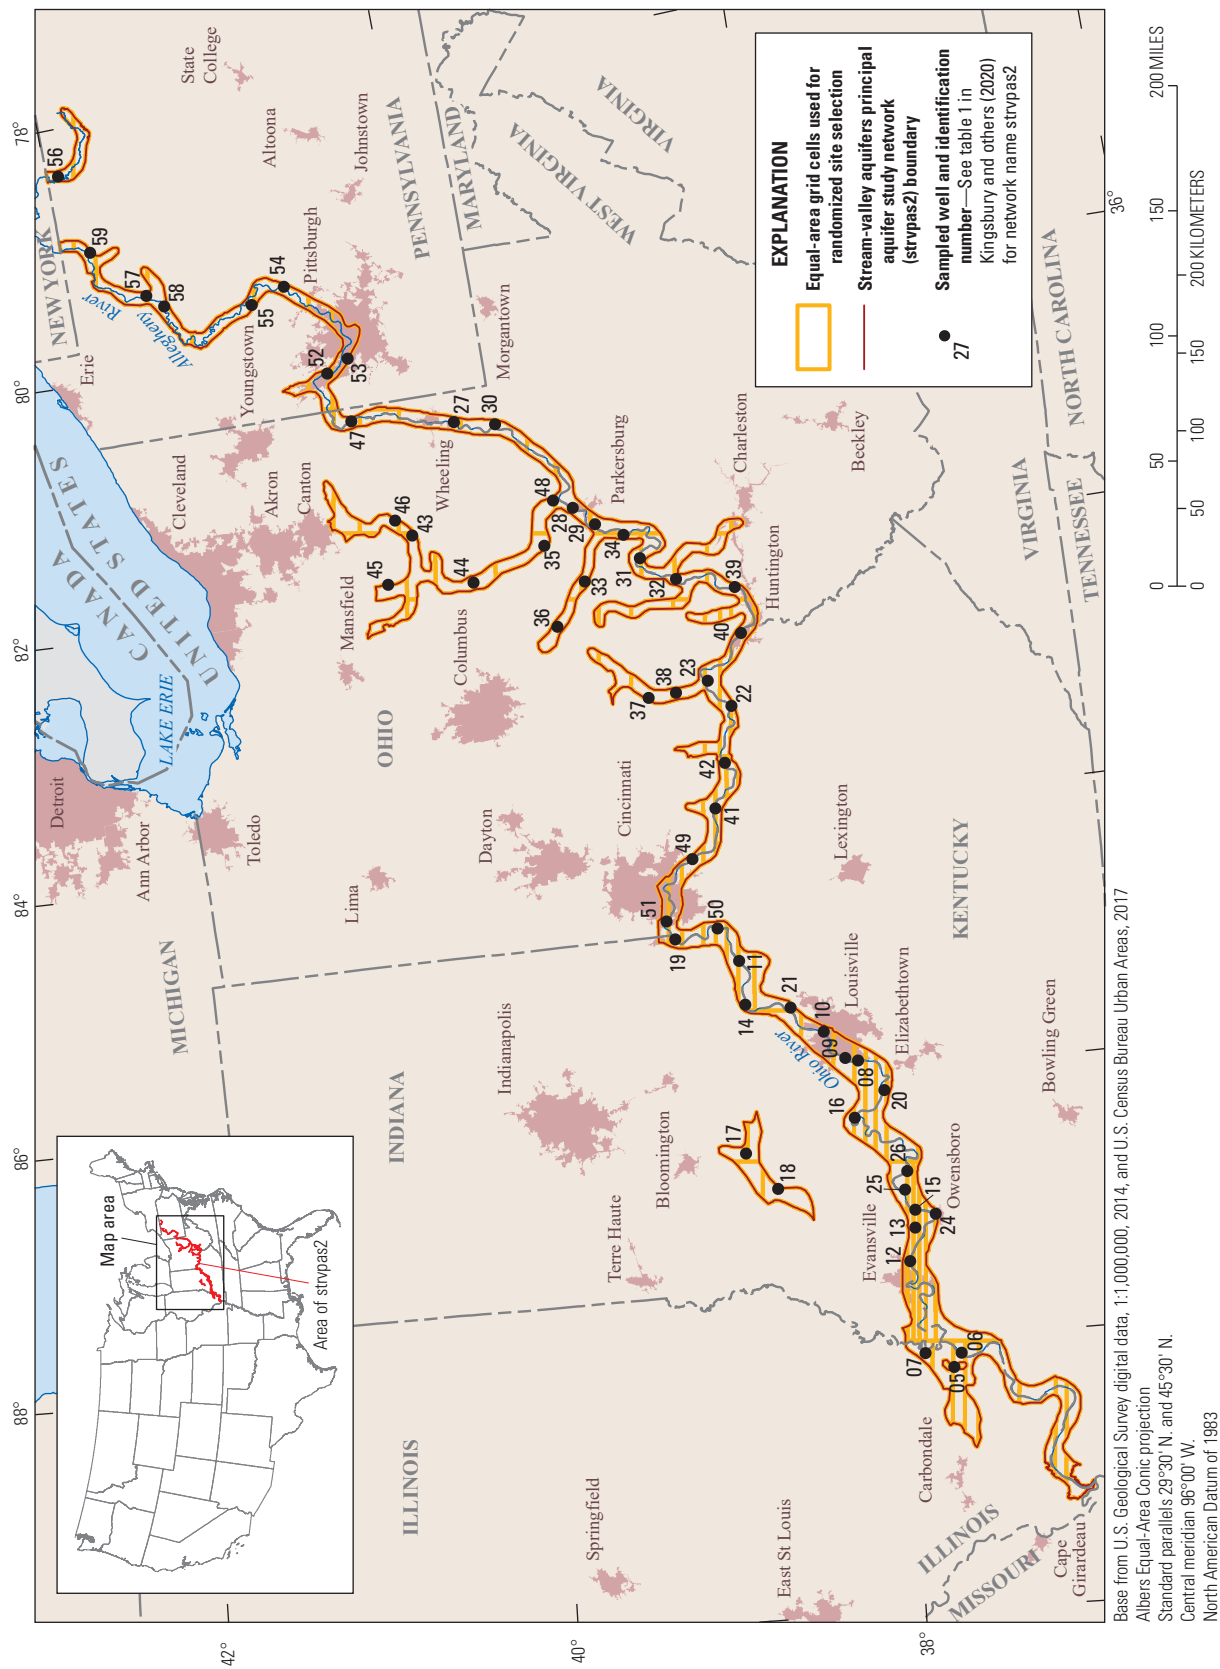 88°
86°
84°
82°
80°
78°
42°
40°
38°
36°
Map area
Area of strvpas2
CANADA
UNITED STATES
LAKE ERIE
MICHIGAN
NEW YORK
PENNSYLVANIA
MARYLAND
WEST VIRGINIA
VIRGINIA
OHIO
INDIANA
ILLINOIS
ILLINOIS
MISSOURI
KENTUCKY
VIRGINIA
TENNESSEE
NORTH CAROLINA
Detroit
Ann Arbor
Toledo
Cleveland
Akron
Canton
Youngstown
Erie
Mansfield
Lima
Columbus
Dayton
Cincinnati
Wheeling
Pittsburgh
Altoona
State
College
Johnstown
Morgantown
Parkersburg
Charleston
Beckley
Huntington
Lexington
Louisville
Elizabethtown
Bowling Green
Owensboro
Evansville
Indianapolis
Bloomington
Terre Haute
Springfield
East St Louis
Carbondale
Cape
Girardeau
Allegheny
River
Ohio River
56
59
57
58
55
54
52
53
47
27
30
46
43
45
44
48
28
29
35
34
33
36
31
32
39
40
38
37
23
22
42
41
49
51
19
50
11
14
21
10
09
08
20
16
17
18
26
25
15
24
13
12
07
06
05
EXPLANATION
Equal-area grid cells used for
randomized site selection
Stream-valley aquifers principal
aquifer study network
(strvpas2) boundary
27
Sampled well and identification
number—See table 1 in
Kingsbury and others (2020)
for network name strvpas2
0 50 100 150 200 MILES
0 50 100 150 200 KILOMETERS
Base from U.S. Geological Survey digital data, 1:1,000,000, 2014, and U.S. Census Bureau Urban Areas, 2017
Albers Equal-Area Conic projection
Standard parallels 29°30' N. and 45°30' N.
Central meridian 96°00' W.
North American Datum of 1983